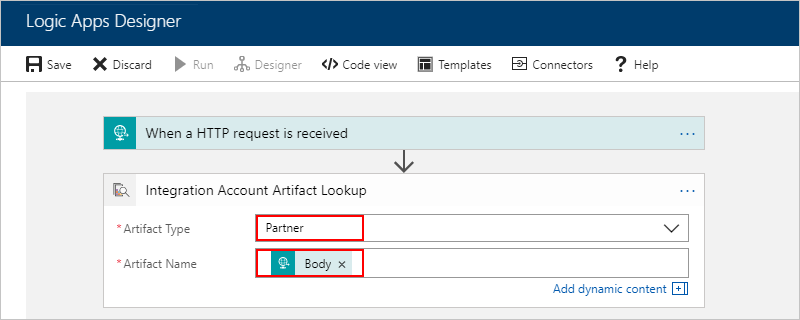 Logic Apps Designer
Save Discard Run Designer Code view Templates Connectors Help
When a HTTP request is received
Integration Account Artifact Lookup
* Artifact Type Partner
* Artifact Name Body ×
Add dynamic content